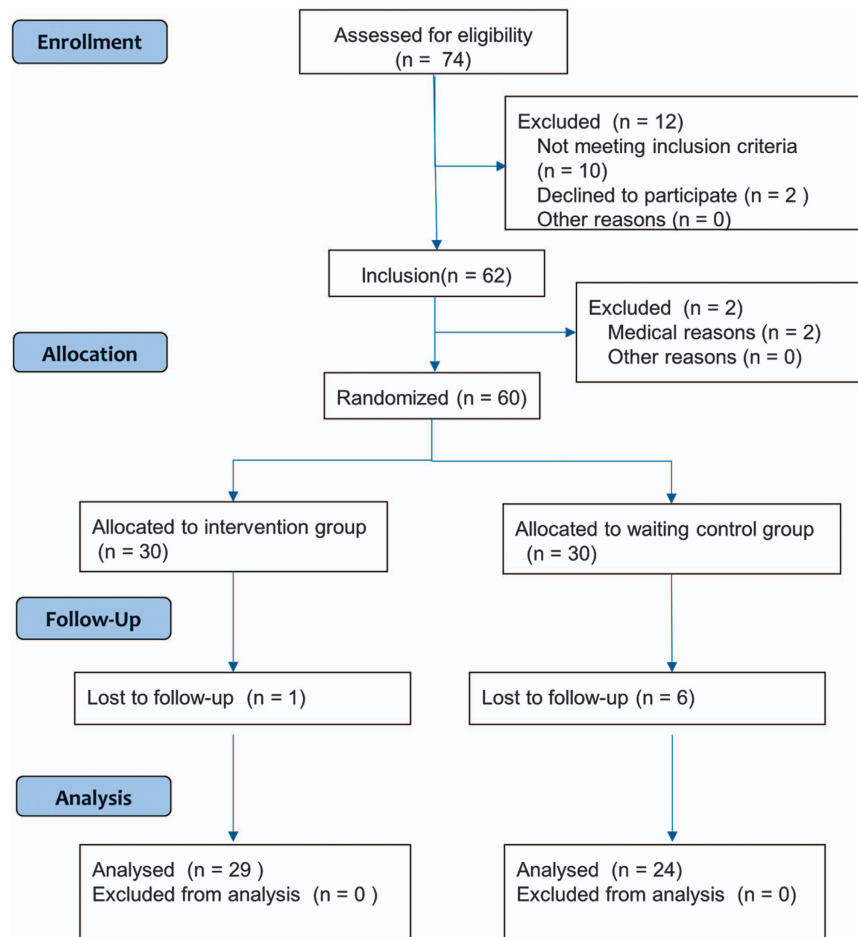 Enrollment
Assessed for eligibility
(n = 74)
Excluded (n = 12)
Not meeting inclusion criteria
(n = 10)
Declined to participate (n = 2 )
Other reasons (n = 0)
Inclusion(n = 62)
Excluded (n = 2)
Medical reasons (n = 2)
Other reasons (n = 0)
Allocation
Randomized (n = 60)
Allocated to intervention group
(n = 30)
Allocated to waiting control group
(n = 30)
Follow-Up
Lost to follow-up (n = 1)
Lost to follow-up (n = 6)
Analysis
Analysed (n = 29 )
Excluded from analysis (n = 0 )
Analysed (n = 24)
Excluded from analysis (n = 0)